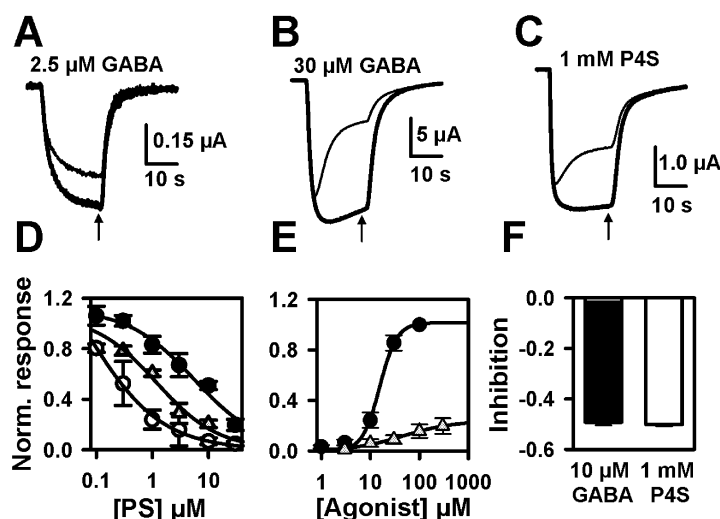 A
B
C
2.5 µM GABA
30 µM GABA
1 mM P4S
0.15 µA
10 s
5 µA
10 s
1.0 µA
10 s
D
E
F
Norm. response
1.2
0.8
0.4
0.0
0.1
1
10
[PS] µM
1.2
0.8
0.4
0.0
1
10
100
1000
[Agonist] µM
Inhibition
0.0
-0.2
-0.4
-0.6
10 µM
GABA
1 mM
P4S